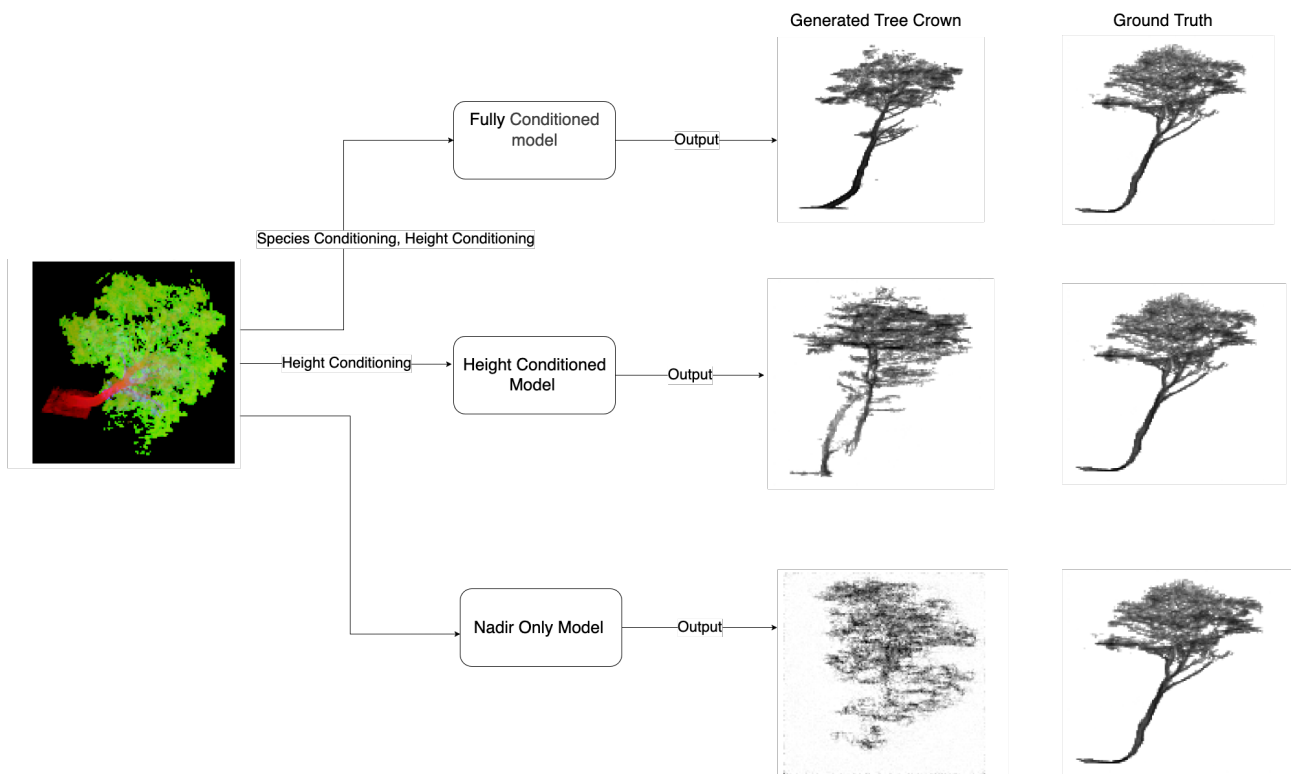 Generated Tree Crown
Ground Truth
Fully Conditioned
model
Output
Species Conditioning, Height Conditioning
Height Conditioning
Height Conditioned
Model
Output
Nadir Only Model
Output